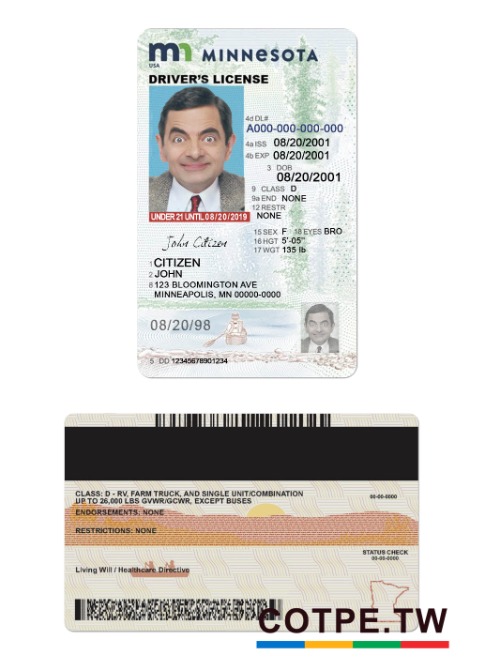 mn MINNESOTA
USA
DRIVER'S LICENSE
4d DL#
A000-000-000-000
4a ISS 08/20/2001
4b EXP 08/20/2001
3 DOB
08/20/2001
9 CLASS D
9a END NONE
12 RESTR
NONE
UNDER 21 UNTIL 08/20/2019
15 SEX F 18 EYES BRO
16 HGT 5'-05"
17 WGT 135 lb
John Citizen
1 CITIZEN
2 JOHN
8 123 BLOOMINGTON AVE
MINNEAPOLIS, MN 00000-0000
08/20/98
5 DD 12345678901234
CLASS: D - RV, FARM TRUCK, AND SINGLE UNIT/COMBINATION
UP TO 26,000 LBS GVWR/GCWR, EXCEPT BUSES
00-00-0000
ENDORSEMENTS: NONE
RESTRICTIONS: NONE
STATUS CHECK
00-00-0000
Living Will / Healthcare Directive
COTPE.TW